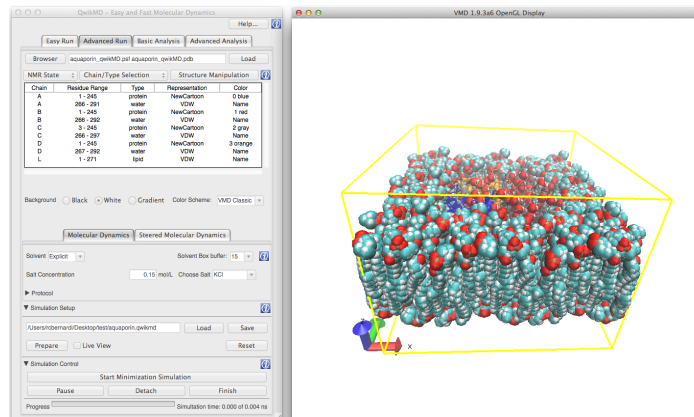 QwikMD – Easy and Fast Molecular Dynamics
Help...
Easy Run Advanced Run Basic Analysis Advanced Analysis
Browser aquaporin_qwikMD.psf aquaporin_qwikMD.pdb Load
NMR State Chain/Type Selection Structure Manipulation
Chain Residue Range Type Representation Color
A 1 - 245 protein NewCartoon 0 blue
A 266 - 291 water VDW Name
B 1 - 245 protein NewCartoon 1 red
B 266 - 292 water VDW Name
C 3 - 245 protein NewCartoon 2 gray
C 266 - 297 water VDW Name
D 1 - 245 protein NewCartoon 3 orange
D 267 - 292 water VDW Name
L 1 - 271 lipid VDW Name
Background Black White Gradient Color Scheme: VMD Classic
Molecular Dynamics Steered Molecular Dynamics
Solvent Explicit Solvent Box buffer: 15
Salt Concentration 0.15 mol/L Choose Salt KCl
Protocol
Simulation Setup
/Users/rbernardi/Desktop/test/aquaporin.qwikmd Load Save
Prepare Live View Reset
Simulation Control
Start Minimization Simulation
Pause Detach Finish
Progress Simulation time: 0.000 of 0.004 ns
VMD 1.9.3a6 OpenGL Display
X